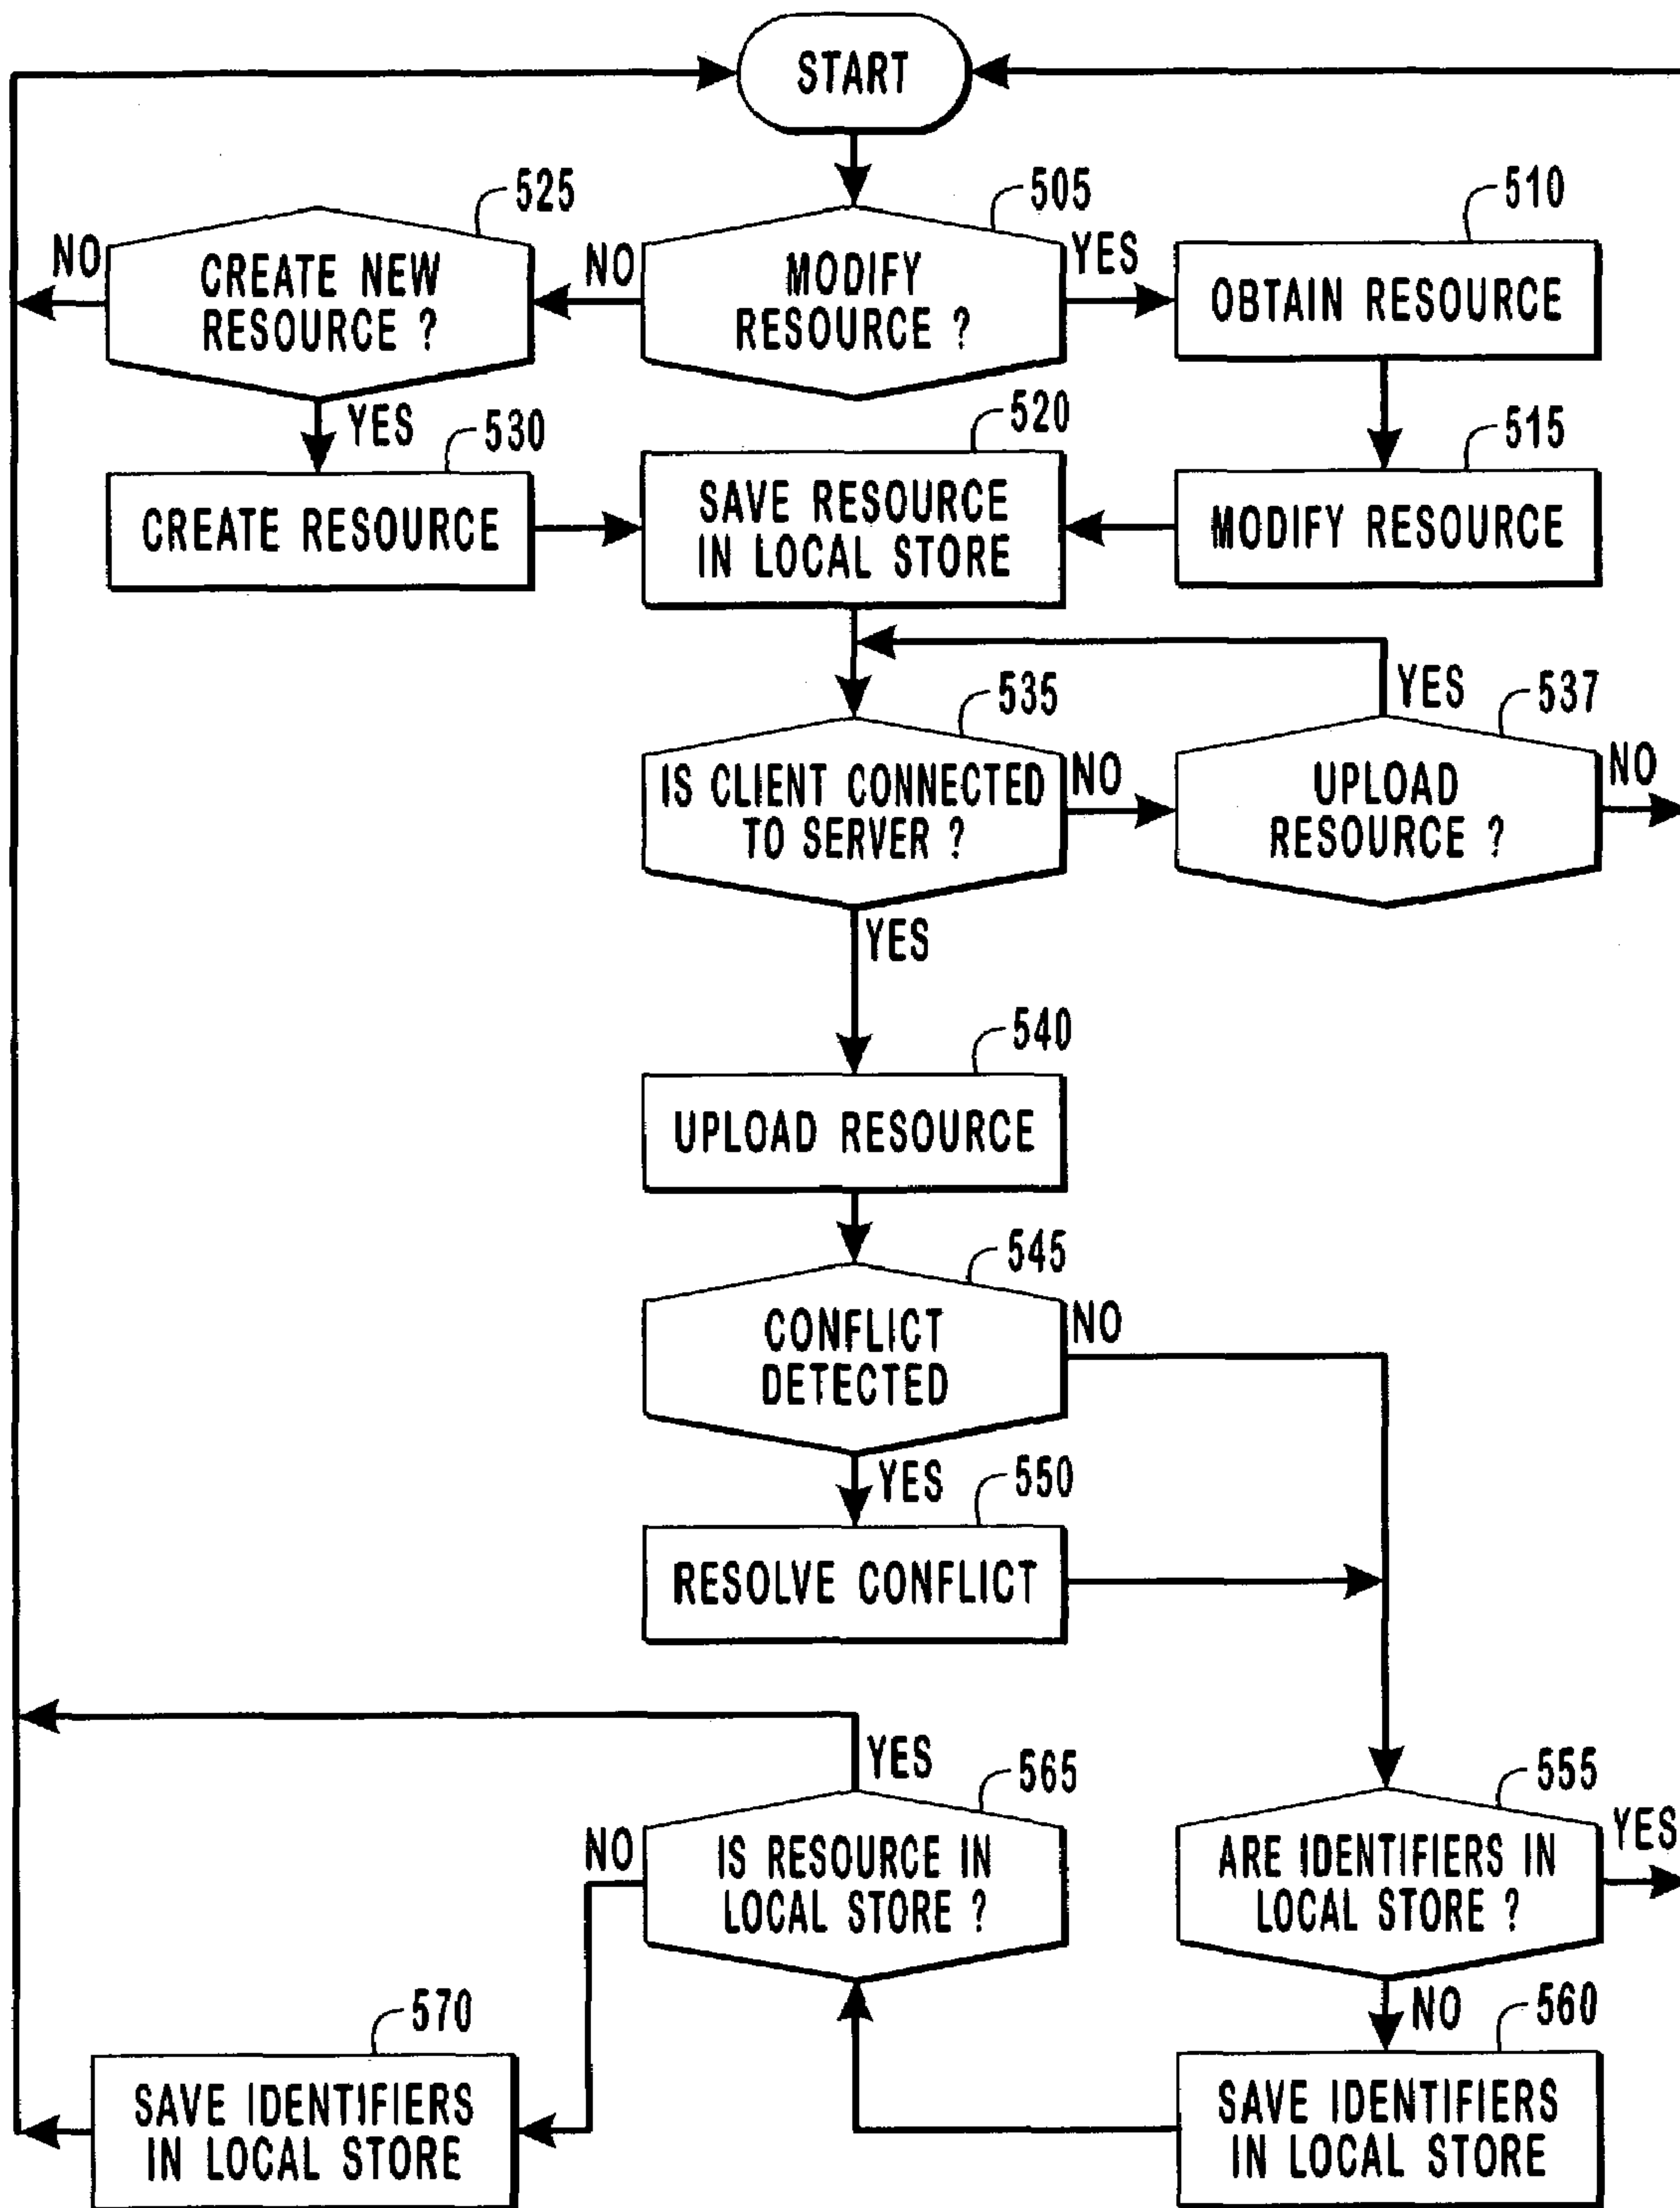 START
525
505
510
NO
CREATE NEW
RESOURCE ?
NO
MODIFY
RESOURCE ?
YES
OBTAIN RESOURCE
YES
530
520
515
CREATE RESOURCE
SAVE RESOURCE
IN LOCAL STORE
MODIFY RESOURCE
535
YES
537
IS CLIENT CONNECTED
TO SERVER ?
NO
UPLOAD
RESOURCE ?
NO
YES
540
UPLOAD RESOURCE
545
CONFLICT
DETECTED
NO
YES
550
RESOLVE CONFLICT
YES
565
555
NO
IS RESOURCE IN
LOCAL STORE ?
ARE IDENTIFIERS IN
LOCAL STORE ?
YES
570
NO
560
SAVE IDENTIFIERS
IN LOCAL STORE
SAVE IDENTIFIERS
IN LOCAL STORE